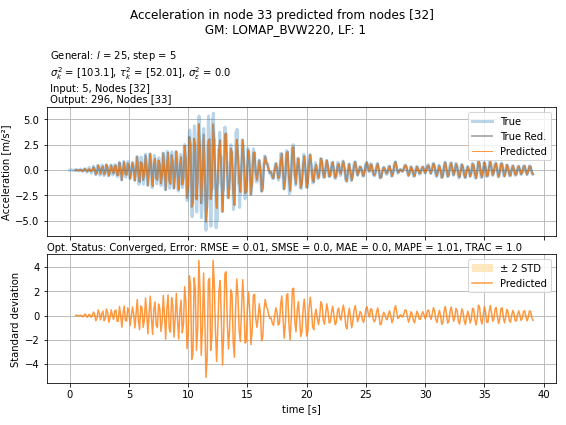 Acceleration in node 33 predicted from nodes [32]
GM: LOMAP_BVW220, LF: 1
General: l = 25, step = 5
σ²ₖ = [103.1], τ²ₖ = [52.01], σ²ₑ = 0.0
Input: 5, Nodes [32]
Output: 296, Nodes [33]
Acceleration [m/s²]
5.0
2.5
0.0
−2.5
−5.0
True
True Red.
Predicted
Opt. Status: Converged, Error: RMSE = 0.01, SMSE = 0.0, MAE = 0.0, MAPE = 1.01, TRAC = 1.0
Standard deviation
4
2
0
−2
−4
± 2 STD
Predicted
0 5 10 15 20 25 30 35 40
time [s]